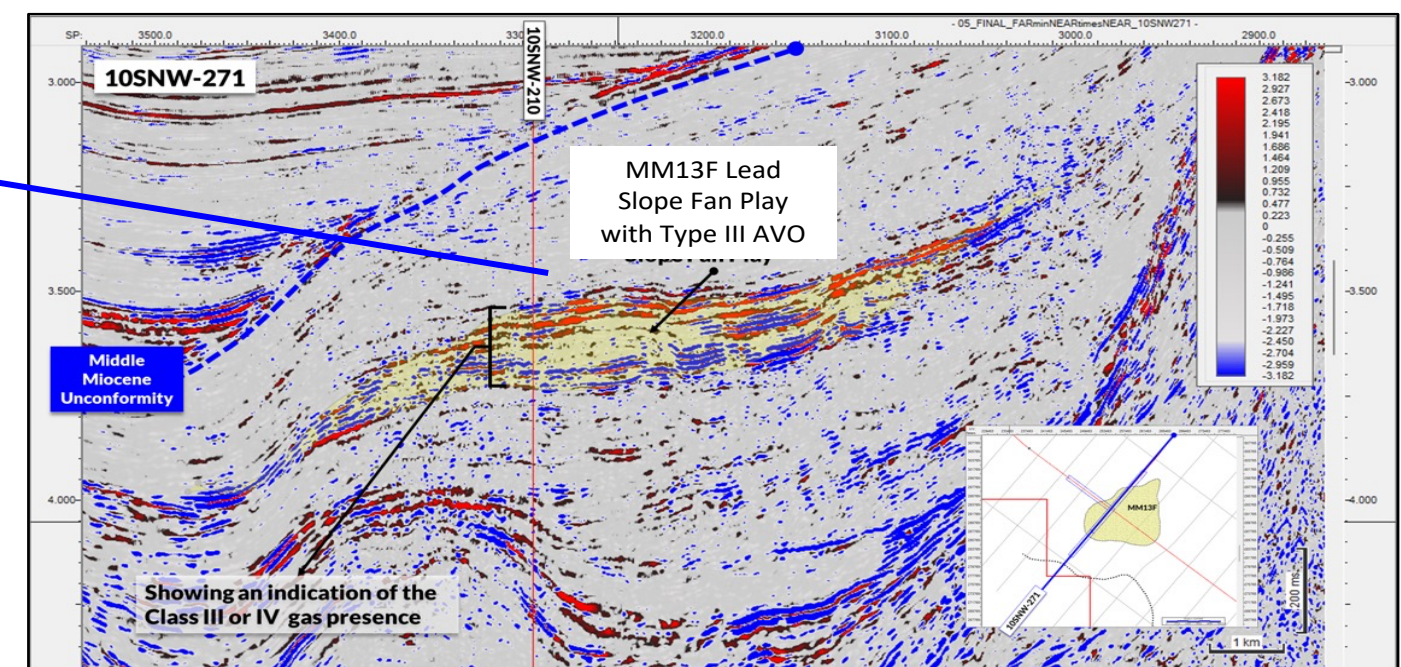 - 05_FINAL_FARminNEARtimesNEAR_10SNW271 -
SP: 3500.0 3400.0 3200.0 3100.0 3000.0 2900.0
10SNW-271
10SNW-210
3.000
-3.000
3.500
-3.500
4.000
-4.000
MM13F Lead
Slope Fan Play
with Type III AVO
Middle
Miocene
Unconformity
Showing an indication of the
Class III or IV gas presence
3.182
2.927
2.673
2.418
2.195
1.941
1.686
1.464
1.209
0.955
0.732
0.477
0.223
0
-0.255
-0.509
-0.764
-0.986
-1.241
-1.495
-1.718
-1.973
-2.227
-2.450
-2.704
-2.959
-3.182
MM13F
10SNW-271
200 ms
1 km